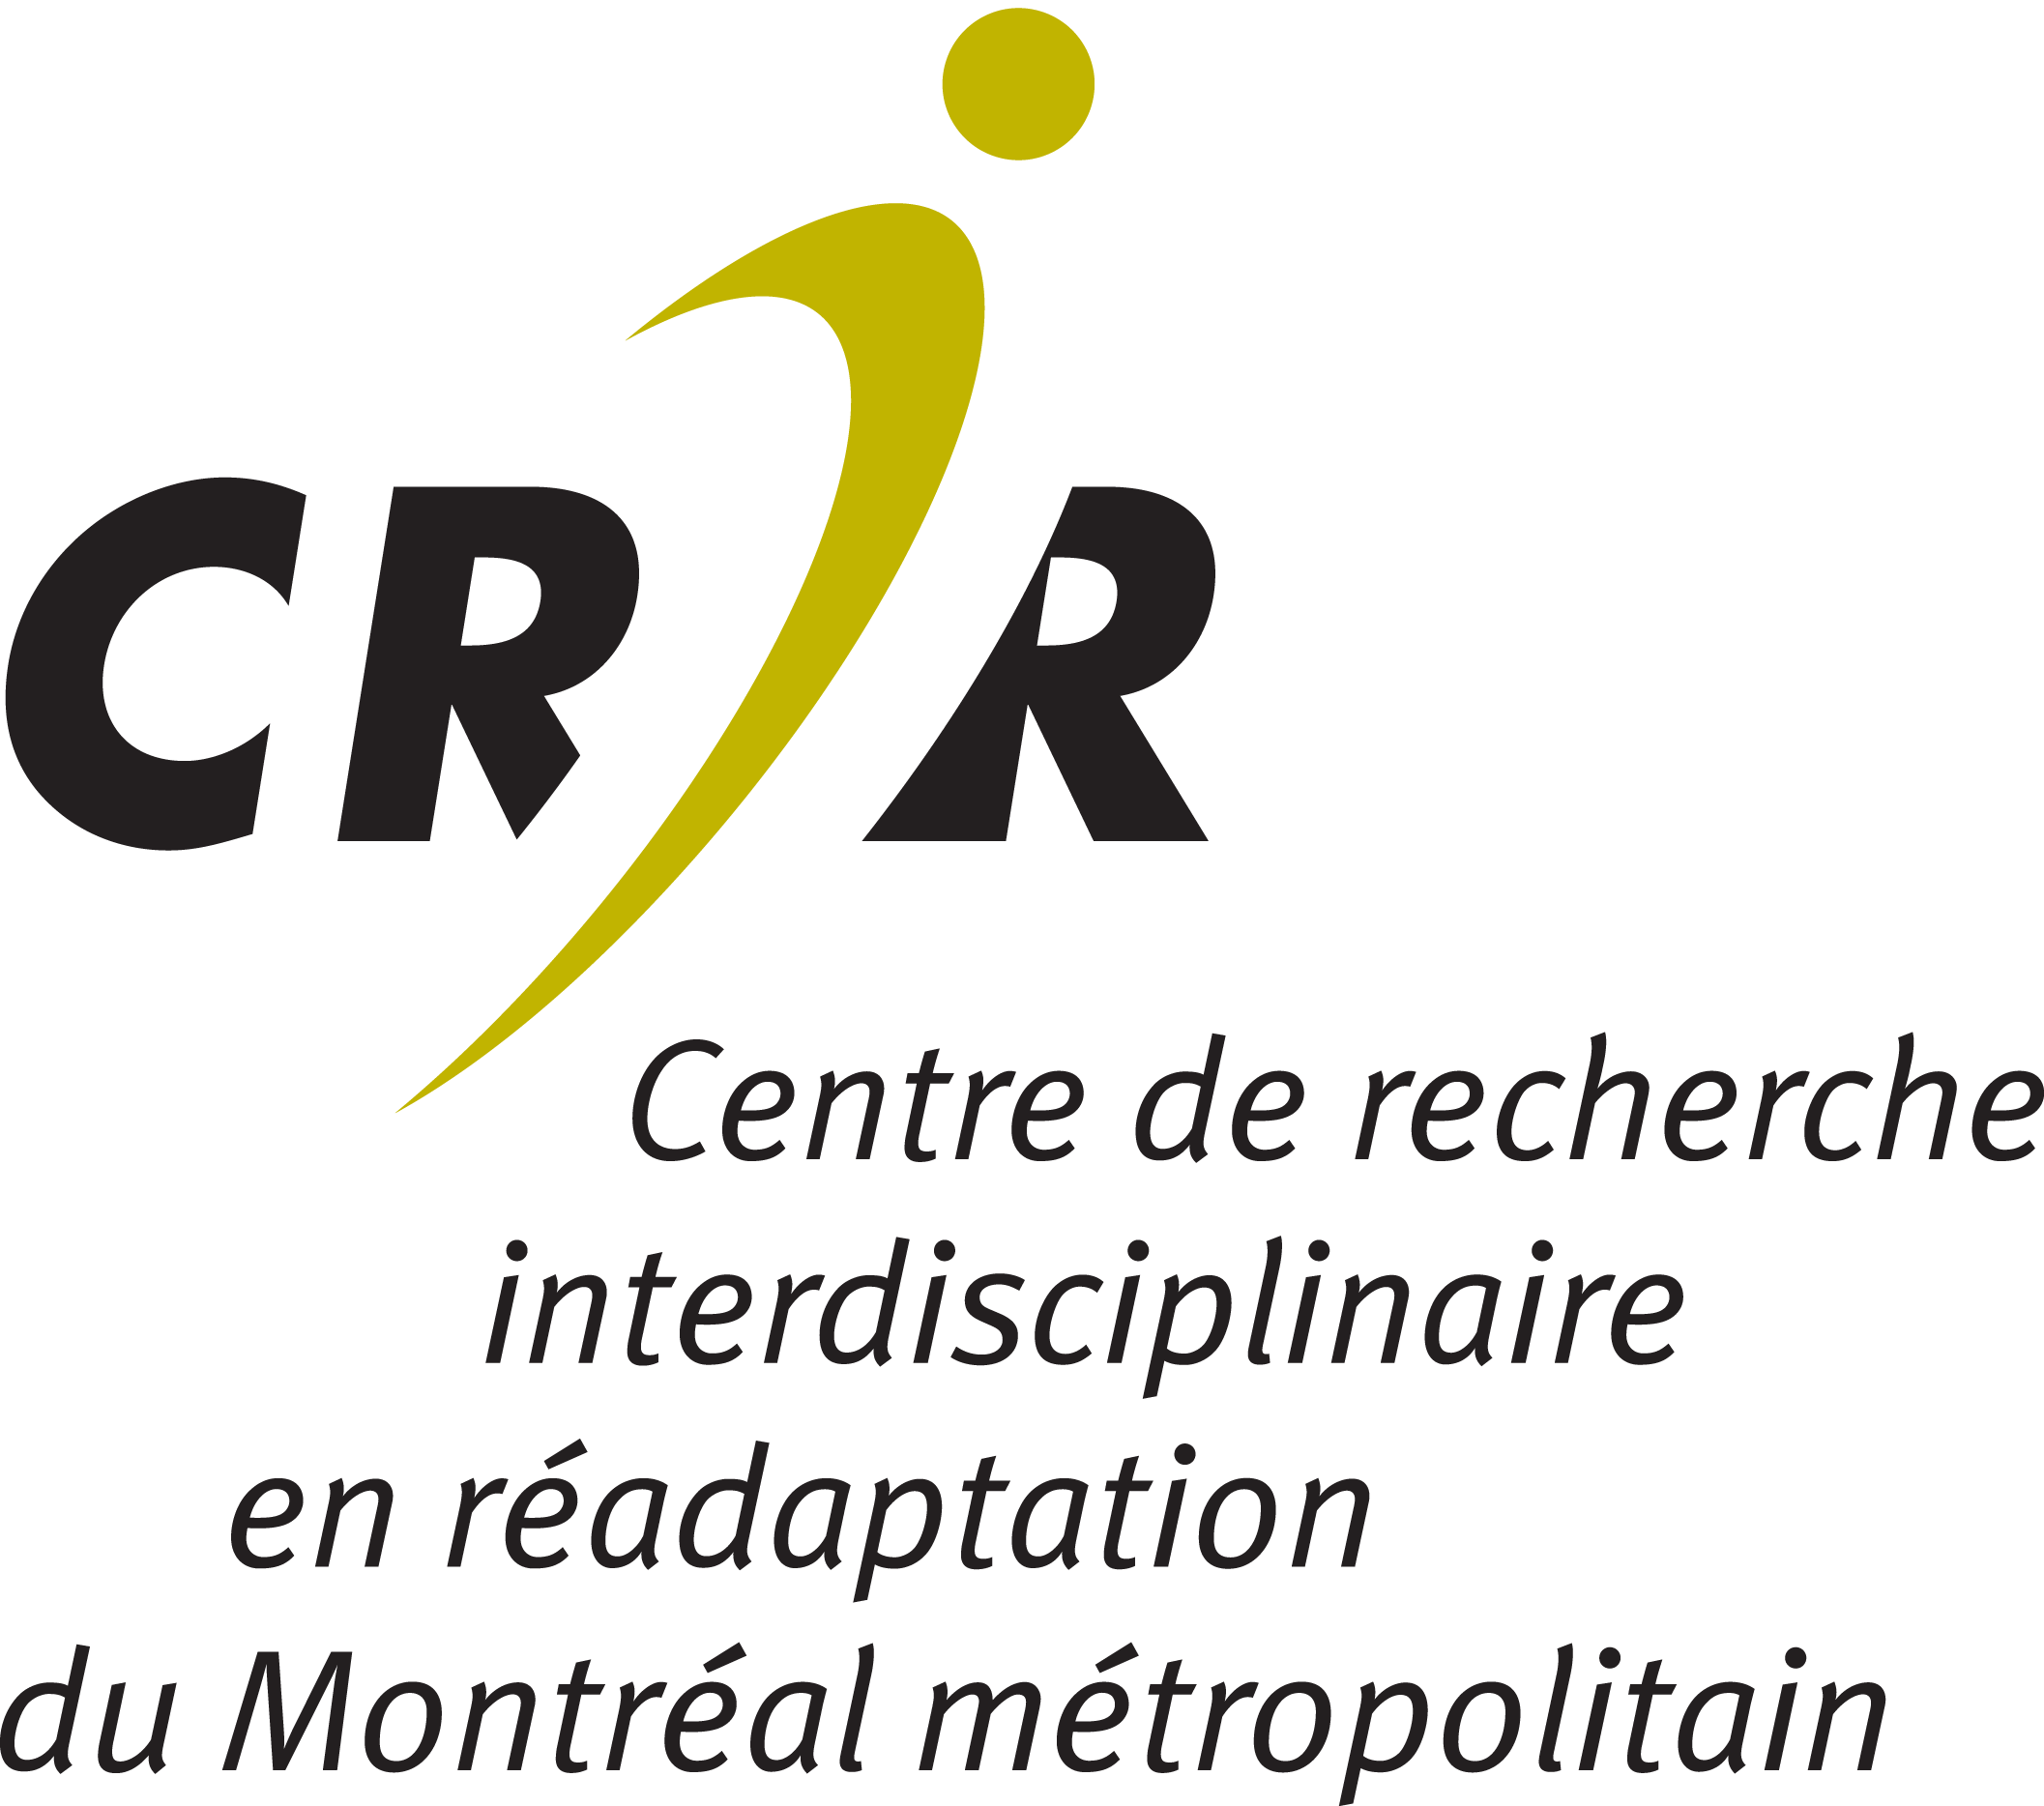 CRiR
Centre de recherche
interdisciplinaire
en réadaptation
du Montréal métropolitain